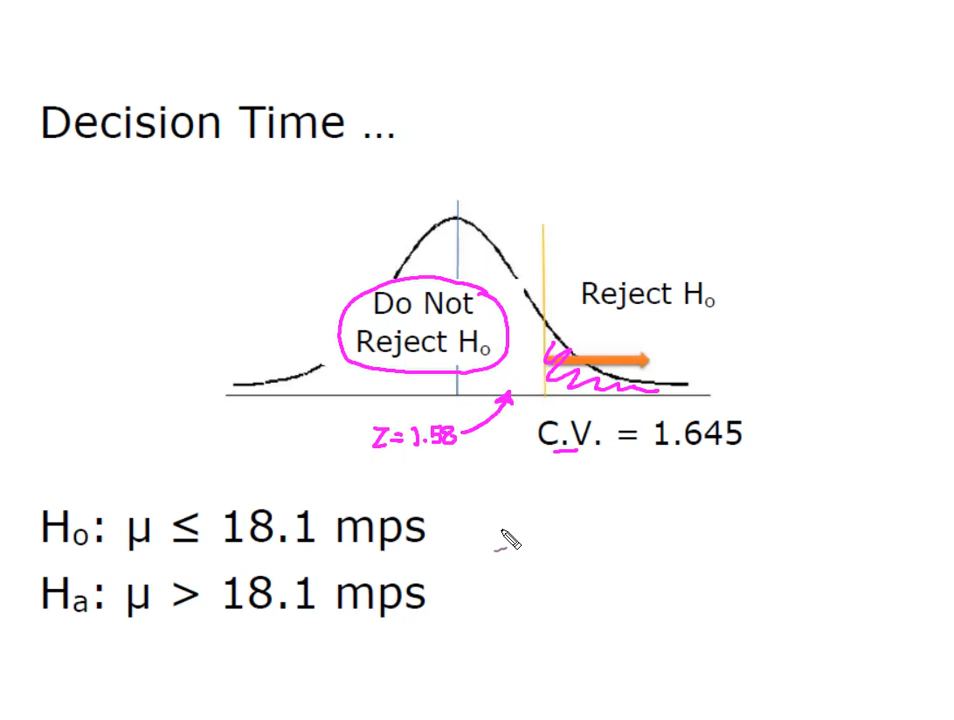 Decision Time ...
Do Not
Reject Hₒ
Reject Hₒ
Z=1.58
C.V. = 1.645
Hₒ: μ ≤ 18.1 mps
Hₐ: μ > 18.1 mps